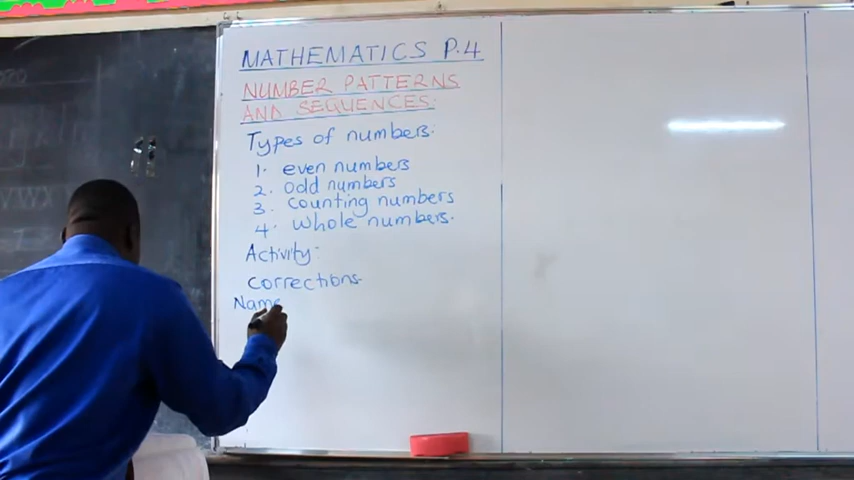 MATHEMATICS P.4
NUMBER PATTERNS
AND SEQUENCES:
Types of numbers:
1. even numbers
2. Odd numbers
3. counting numbers
4. whole numbers.
Activity:
corrections.
Name